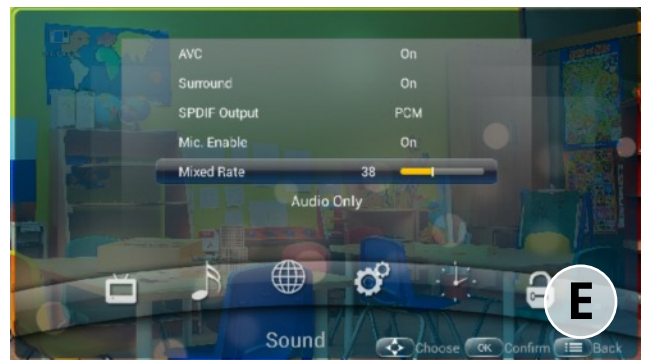 AVC On
Surround On
SPDIF Output PCM
Mic. Enable On
Mixed Rate 38
Audio Only
Sound
Choose OK Confirm Back
E